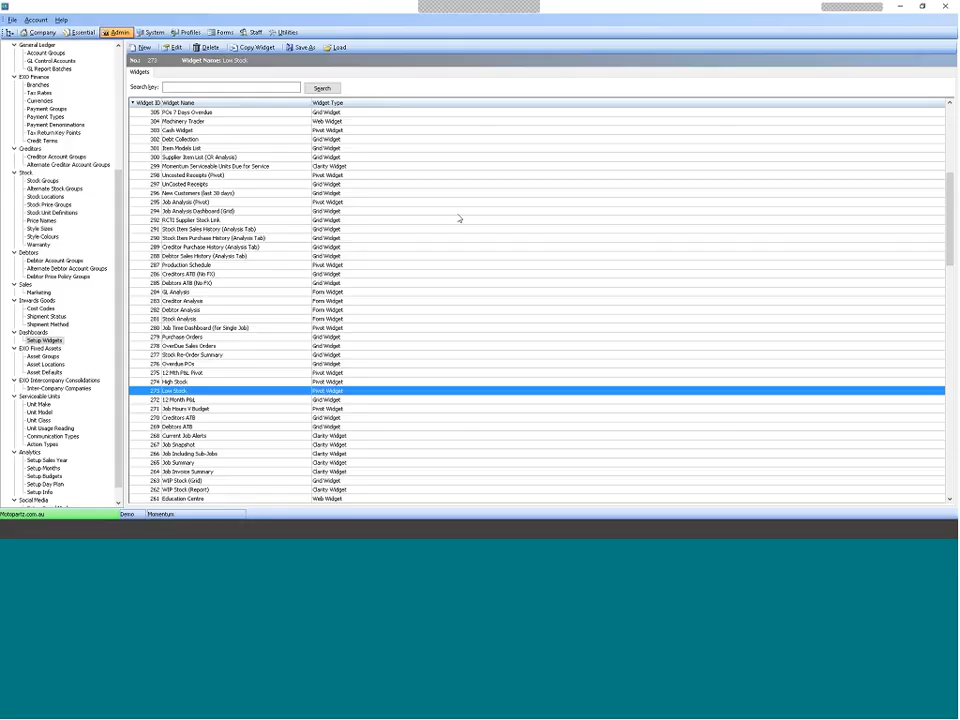 File Account Help
Company Essential Admin System Profiles Forms Staff Utilities
General Ledger
Account Groups
GL Control Accounts
GL Report Batches
EXO Finance
Branches
Tax Rates
Currencies
Payment Groups
Payment Types
Payment Denominations
Tax Return Key Points
Credit Terms
Creditors
Creditor Account Groups
Alternate Creditor Account Groups
Stock
Stock Groups
Alternate Stock Groups
Stock Locations
Stock Price Groups
Stock Unit Definitions
Price Names
Style Sizes
Style Colours
Warranty
Debtors
Debtor Account Groups
Alternate Debtor Account Groups
Debtor Price Policy Groups
Sales
Marketing
Inwards Goods
Cost Codes
Shipment Status
Shipment Method
Dashboards
Setup Widgets
EXO Fixed Assets
Asset Groups
Asset Locations
Asset Defaults
EXO Intercompany Consolidations
Inter-Company Companies
Serviceable Units
Unit Make
Unit Model
Unit Class
Unit Usage Reading
Communication Types
Action Types
Analytics
Setup Sales Year
Setup Months
Setup Budgets
Setup Day Plan
Setup Info
Social Media
New Edit Delete Copy Widget Save As Load
No.: 273 Widget Name: Low Stock
Widgets
Search key: Search
Widget ID Widget Name Widget Type
305 POs 7 Days Overdue Grid Widget
304 Machinery Trader Web Widget
303 Cash Widget Pivot Widget
302 Debt Collection Grid Widget
301 Item Models List Grid Widget
300 Supplier Item List (CR Analysis) Grid Widget
299 Momentum Serviceable Units Due for Service Clarity Widget
298 Uncosted Receipts (Pivot) Pivot Widget
297 UnCosted Receipts Grid Widget
296 New Customers (last 30 days) Grid Widget
295 Job Analysis (Pivot) Pivot Widget
294 Job Analysis Dashboard (Grid) Grid Widget
292 RCTI Supplier Stock Link Grid Widget
291 Stock Item Sales History (Analysis Tab) Grid Widget
290 Stock Item Purchase History (Analysis Tab) Grid Widget
289 Creditor Purchase History (Analysis Tab) Grid Widget
288 Debtor Sales History (Analysis Tab) Grid Widget
287 Production Schedule Pivot Widget
286 Creditors ATB (No FX) Grid Widget
285 Debtors ATB (No FX) Grid Widget
284 GL Analysis Form Widget
283 Creditor Analysis Form Widget
282 Debtor Analysis Form Widget
281 Stock Analysis Form Widget
280 Job Time Dashboard (for Single Job) Pivot Widget
279 Purchase Orders Grid Widget
278 OverDue Sales Orders Grid Widget
277 Stock Re-Order Summary Grid Widget
276 Overdue POs Grid Widget
275 12 Mth P&L Pivot Pivot Widget
274 High Stock Pivot Widget
273 Low Stock Pivot Widget
272 12 Month P&L Grid Widget
271 Job Hours V Budget Pivot Widget
270 Creditors ATB Grid Widget
269 Debtors ATB Grid Widget
268 Current Job Alerts Clarity Widget
267 Job Snapshot Clarity Widget
266 Job Including Sub-Jobs Clarity Widget
265 Job Summary Clarity Widget
264 Job Invoice Summary Clarity Widget
263 WIP Stock (Grid) Grid Widget
262 WIP Stock (Report) Clarity Widget
261 Education Centre Web Widget
Motopartz.com.au Demo Momentum